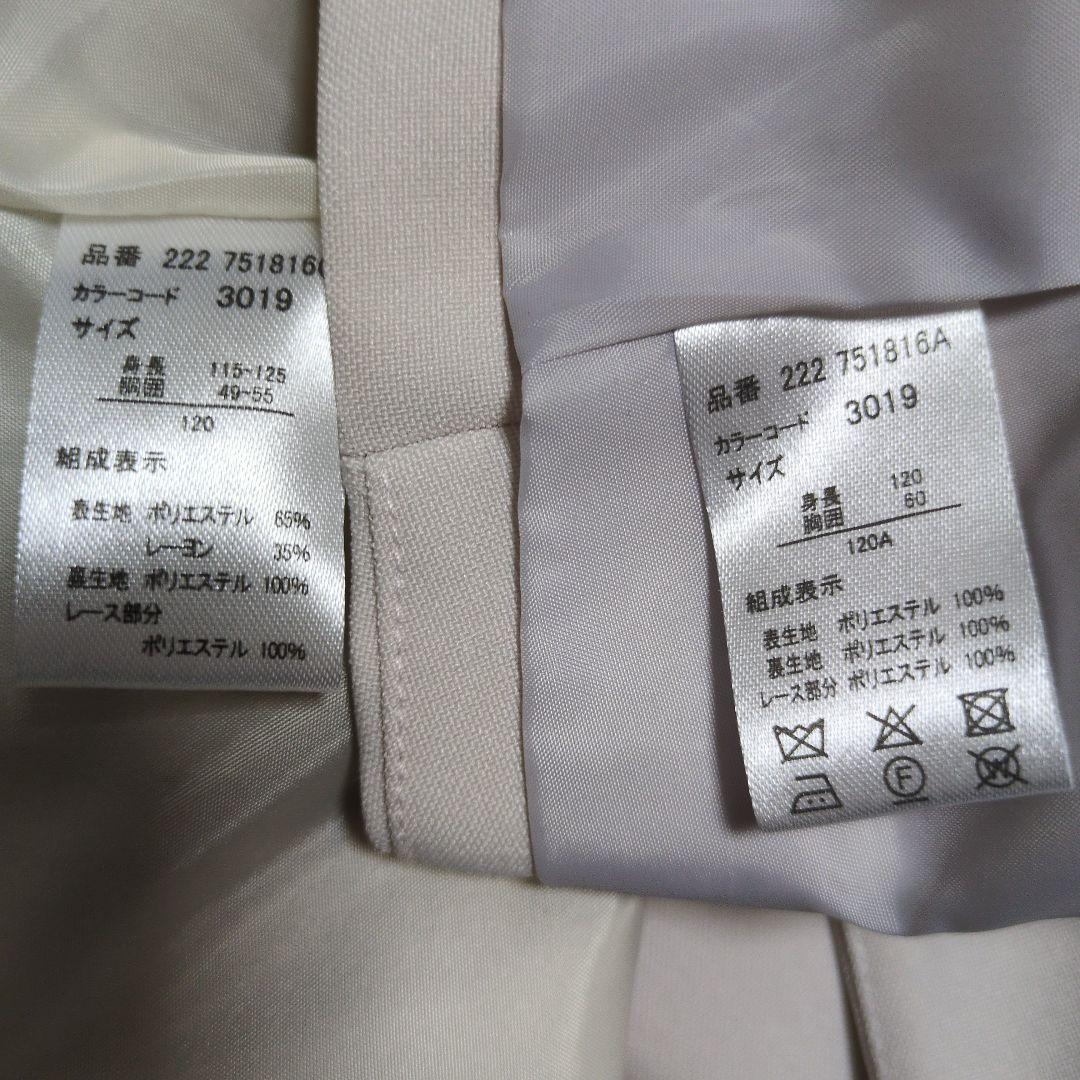 品番 222 7518160
カラーコード 3019
サイズ
身長 115-125
胸囲 49-55
120
組成表示
表生地 ポリエステル 65%
レーヨン 35%
裏生地 ポリエステル 100%
レース部分
ポリエステル 100%
品番 222 751816A
カラーコード 3019
サイズ
身長 120
胸囲 60
120A
組成表示
表生地 ポリエステル 100%
裏生地 ポリエステル 100%
レース部分 ポリエステル 100%
F W